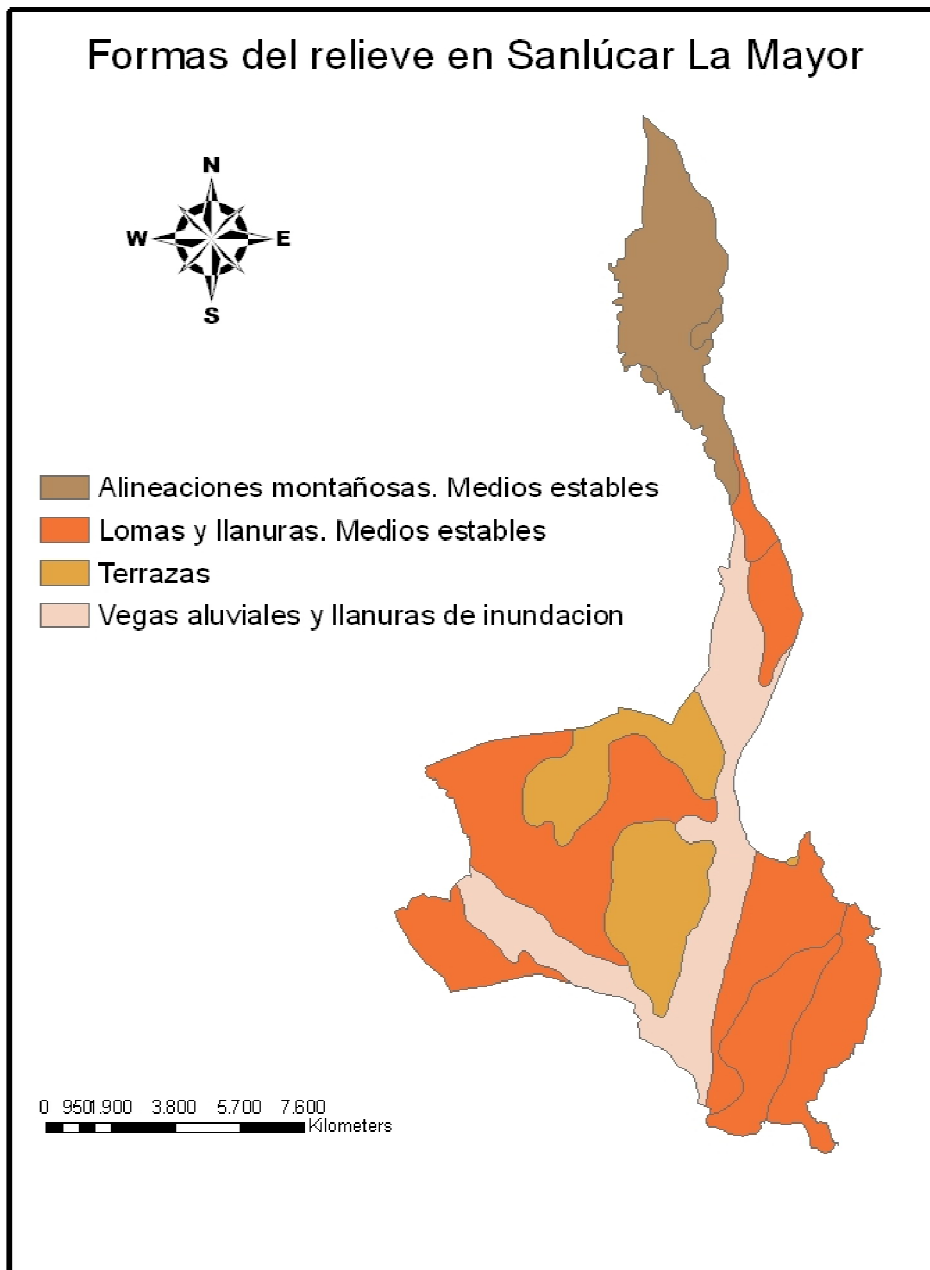 Formas del relieve en Sanlúcar La Mayor
N
W E
S
Alineaciones montañosas. Medios estables
Lomas y llanuras. Medios estables
Terrazas
Vegas aluviales y llanuras de inundacion
0 950 1.900 3.800 5.700 7.600
Kilometers